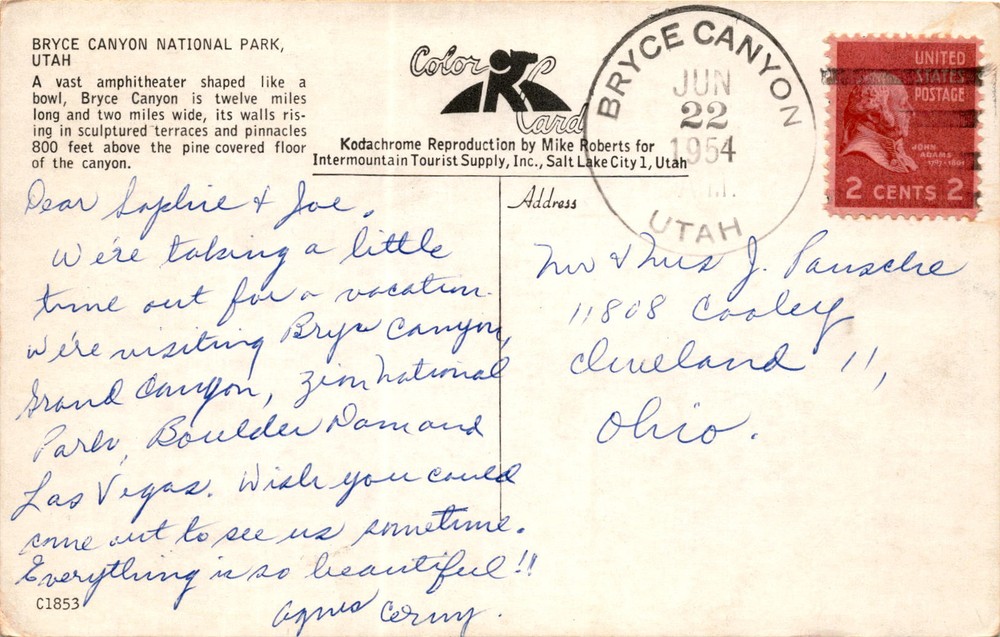 BRYCE CANYON NATIONAL PARK,
UTAH
A vast amphitheater shaped like a
bowl, Bryce Canyon is twelve miles
long and two miles wide, its walls ris-
ing in sculptured terraces and pinnacles
800 feet above the pine covered floor
of the canyon.
Color
Card
Kodachrome Reproduction by Mike Roberts for
Intermountain Tourist Supply, Inc., Salt Lake City 1, Utah
BRYCE CANYON
JUN
22
1954
UTAH
UNITED
STATES
POSTAGE
JOHN
ADAMS
1797-1801
2 CENTS 2
Dear Sophie & Joe,
We're taking a little
time out for a vacation.
We're visiting Bryce Canyon,
Grand Canyon, Zion National
Park, Boulder Dam and
Las Vegas. Wish you could
come out to see us sometime.
Everything is so beautiful!!
Agnes Cerny.
C1853
Address
Mr & Mrs J. Pausche
11808 Cooley
Cleveland 11,
Ohio.